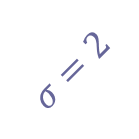 σ = 2